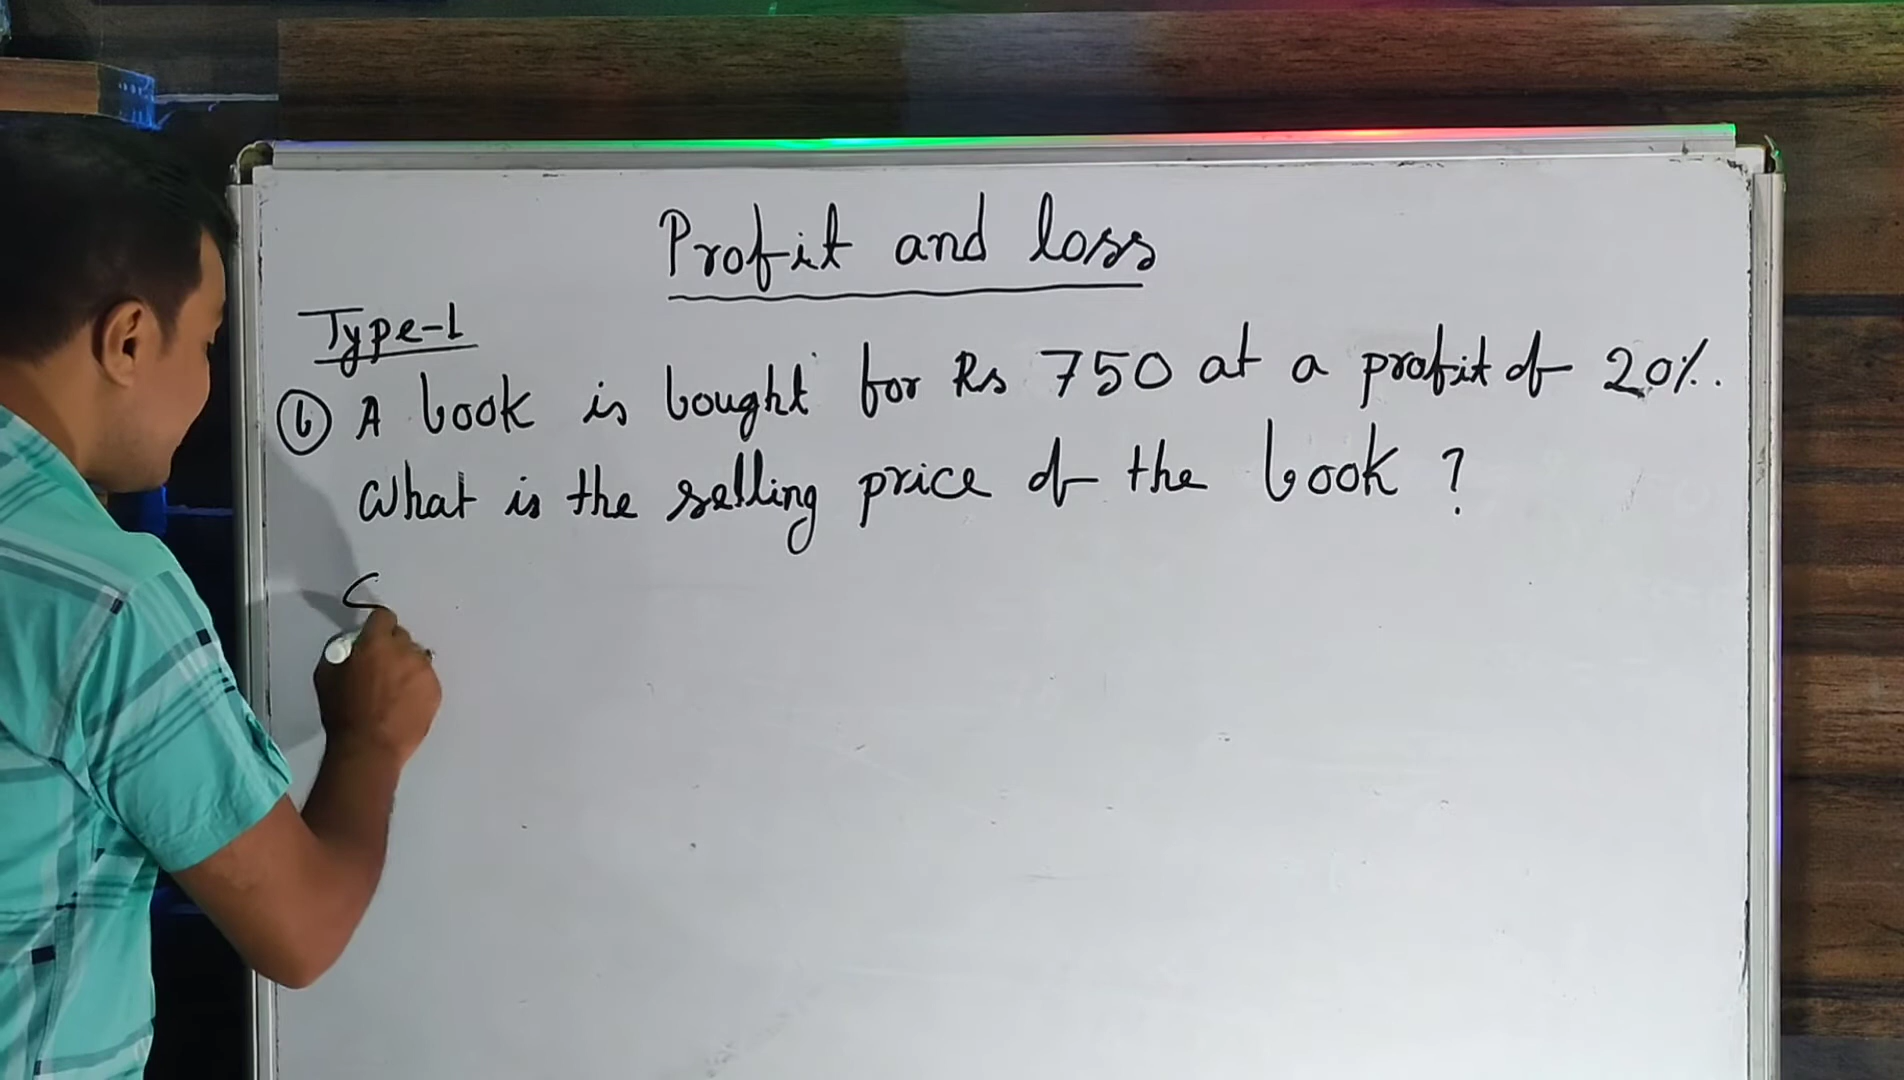 Profit and loss
Type-1
① A book is bought for Rs 750 at a profit of 20%.
What is the selling price of the book ?
S